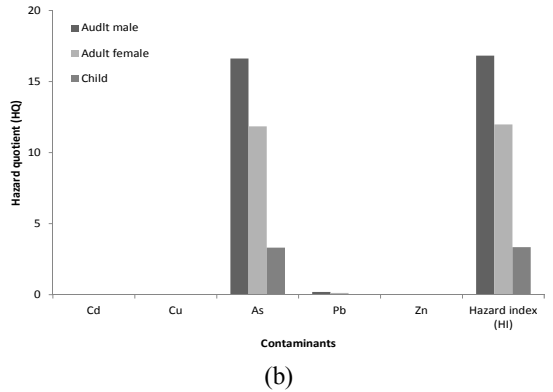 20
15
10
5
0
Hazard quotient (HQ)
Audlt male
Adult female
Child
Cd
Cu
As
Pb
Zn
Hazard index
(HI)
Contaminants
(b)